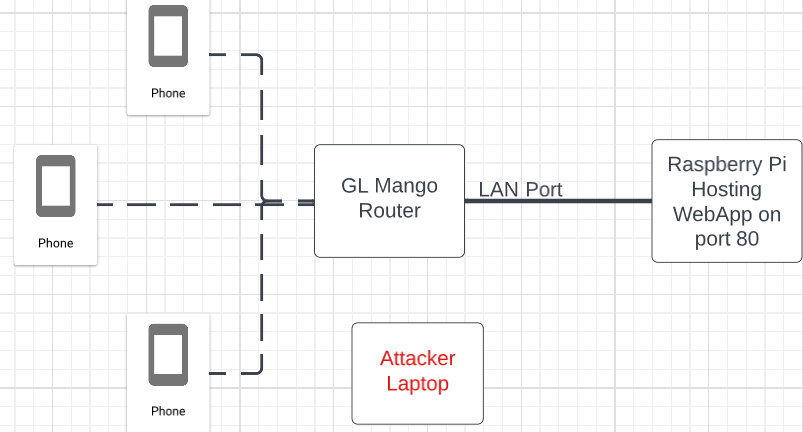 Phone
Phone
Phone
GL Mango
Router
LAN Port
Raspberry Pi
Hosting
WebApp on
port 80
Attacker
Laptop